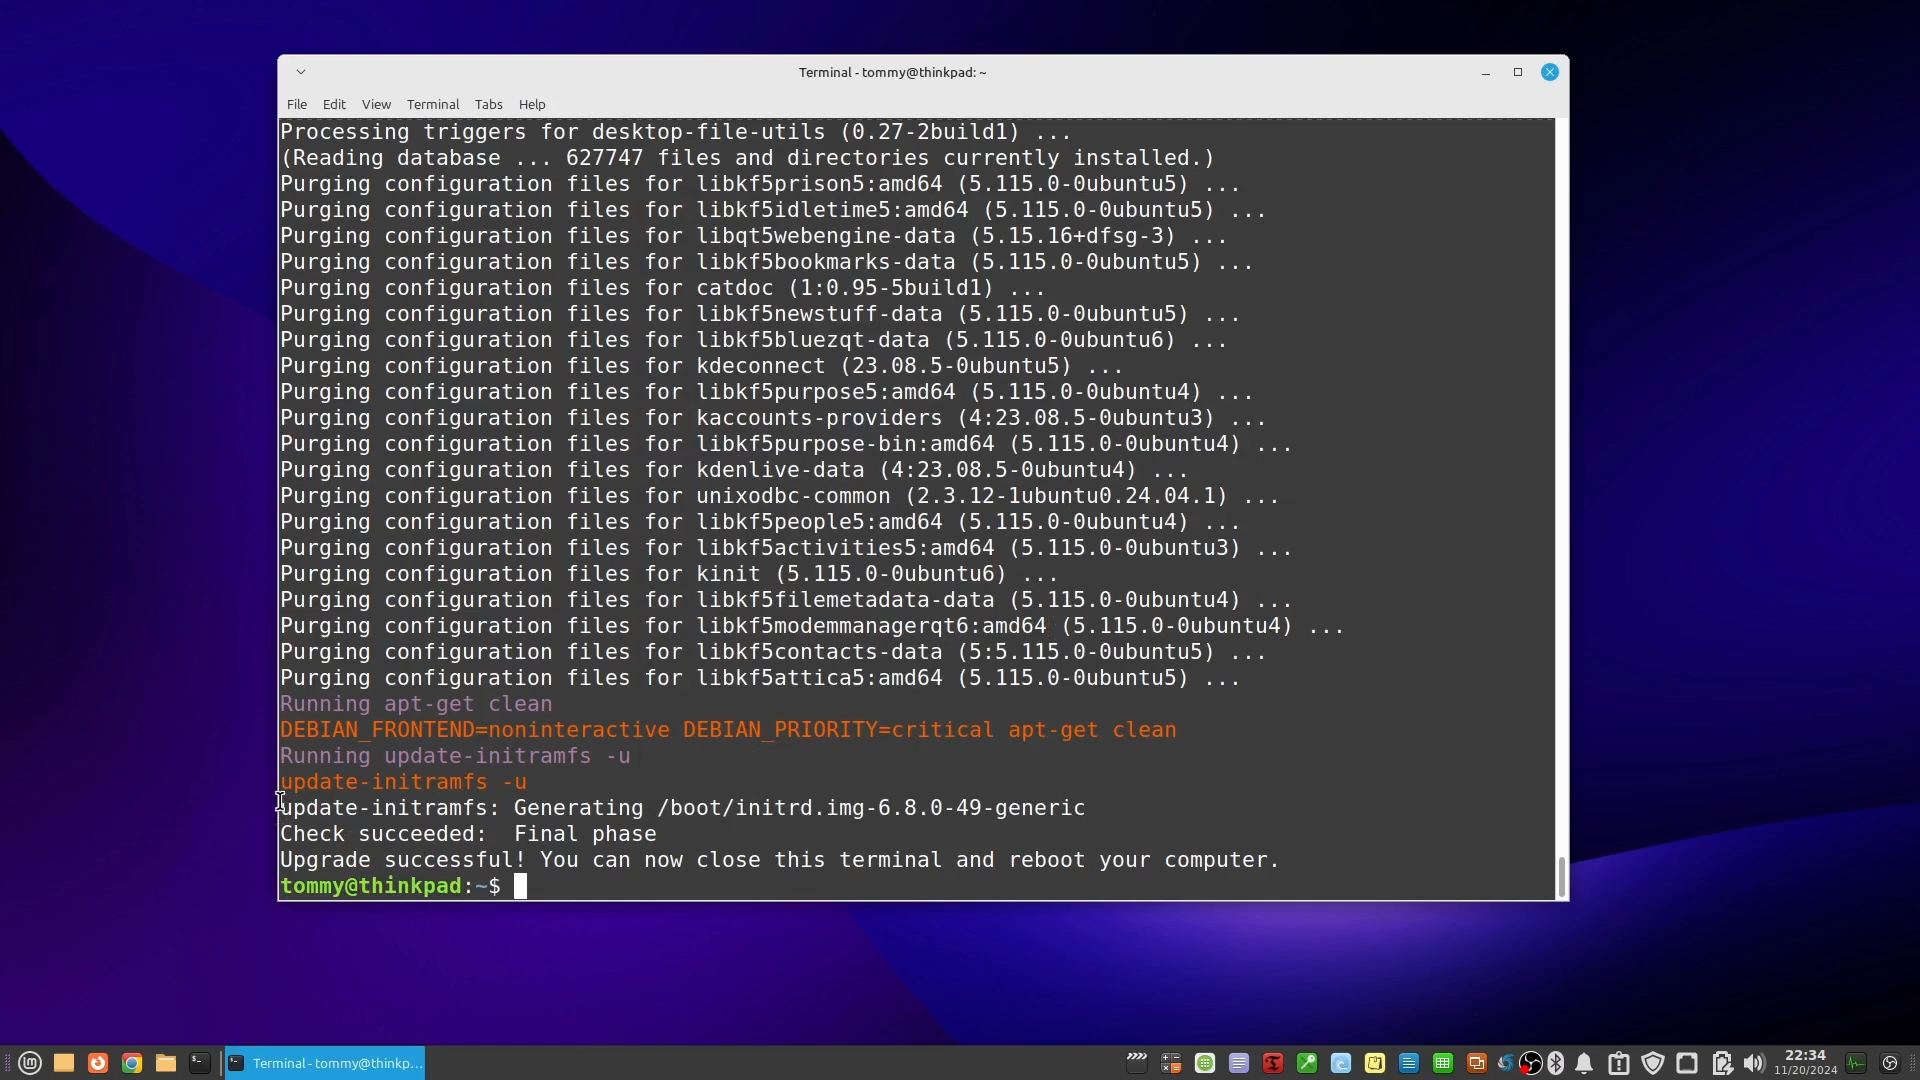 Terminal - tommy@thinkpad: ~
File Edit View Terminal Tabs Help
Processing triggers for desktop-file-utils (0.27-2build1) ...
(Reading database ... 627747 files and directories currently installed.)
Purging configuration files for libkf5prison5:amd64 (5.115.0-0ubuntu5) ...
Purging configuration files for libkf5idletime5:amd64 (5.115.0-0ubuntu5) ...
Purging configuration files for libqt5webengine-data (5.15.16+dfsg-3) ...
Purging configuration files for libkf5bookmarks-data (5.115.0-0ubuntu5) ...
Purging configuration files for catdoc (1:0.95-5build1) ...
Purging configuration files for libkf5newstuff-data (5.115.0-0ubuntu5) ...
Purging configuration files for libkf5bluezqt-data (5.115.0-0ubuntu6) ...
Purging configuration files for kdeconnect (23.08.5-0ubuntu5) ...
Purging configuration files for libkf5purpose5:amd64 (5.115.0-0ubuntu4) ...
Purging configuration files for kaccounts-providers (4:23.08.5-0ubuntu3) ...
Purging configuration files for libkf5purpose-bin:amd64 (5.115.0-0ubuntu4) ...
Purging configuration files for kdenlive-data (4:23.08.5-0ubuntu4) ...
Purging configuration files for unixodbc-common (2.3.12-1ubuntu0.24.04.1) ...
Purging configuration files for libkf5people5:amd64 (5.115.0-0ubuntu4) ...
Purging configuration files for libkf5activities5:amd64 (5.115.0-0ubuntu3) ...
Purging configuration files for kinit (5.115.0-0ubuntu6) ...
Purging configuration files for libkf5filemetadata-data (5.115.0-0ubuntu4) ...
Purging configuration files for libkf5modemmanagerqt6:amd64 (5.115.0-0ubuntu4) ...
Purging configuration files for libkf5contacts-data (5:5.115.0-0ubuntu5) ...
Purging configuration files for libkf5attica5:amd64 (5.115.0-0ubuntu5) ...
Running apt-get clean
DEBIAN_FRONTEND=noninteractive DEBIAN_PRIORITY=critical apt-get clean
Running update-initramfs -u
update-initramfs -u
update-initramfs: Generating /boot/initrd.img-6.8.0-49-generic
Check succeeded:  Final phase
Upgrade successful! You can now close this terminal and reboot your computer.
tommy@thinkpad:~$
Terminal - tommy@thinkp...
22:34
11/20/2024